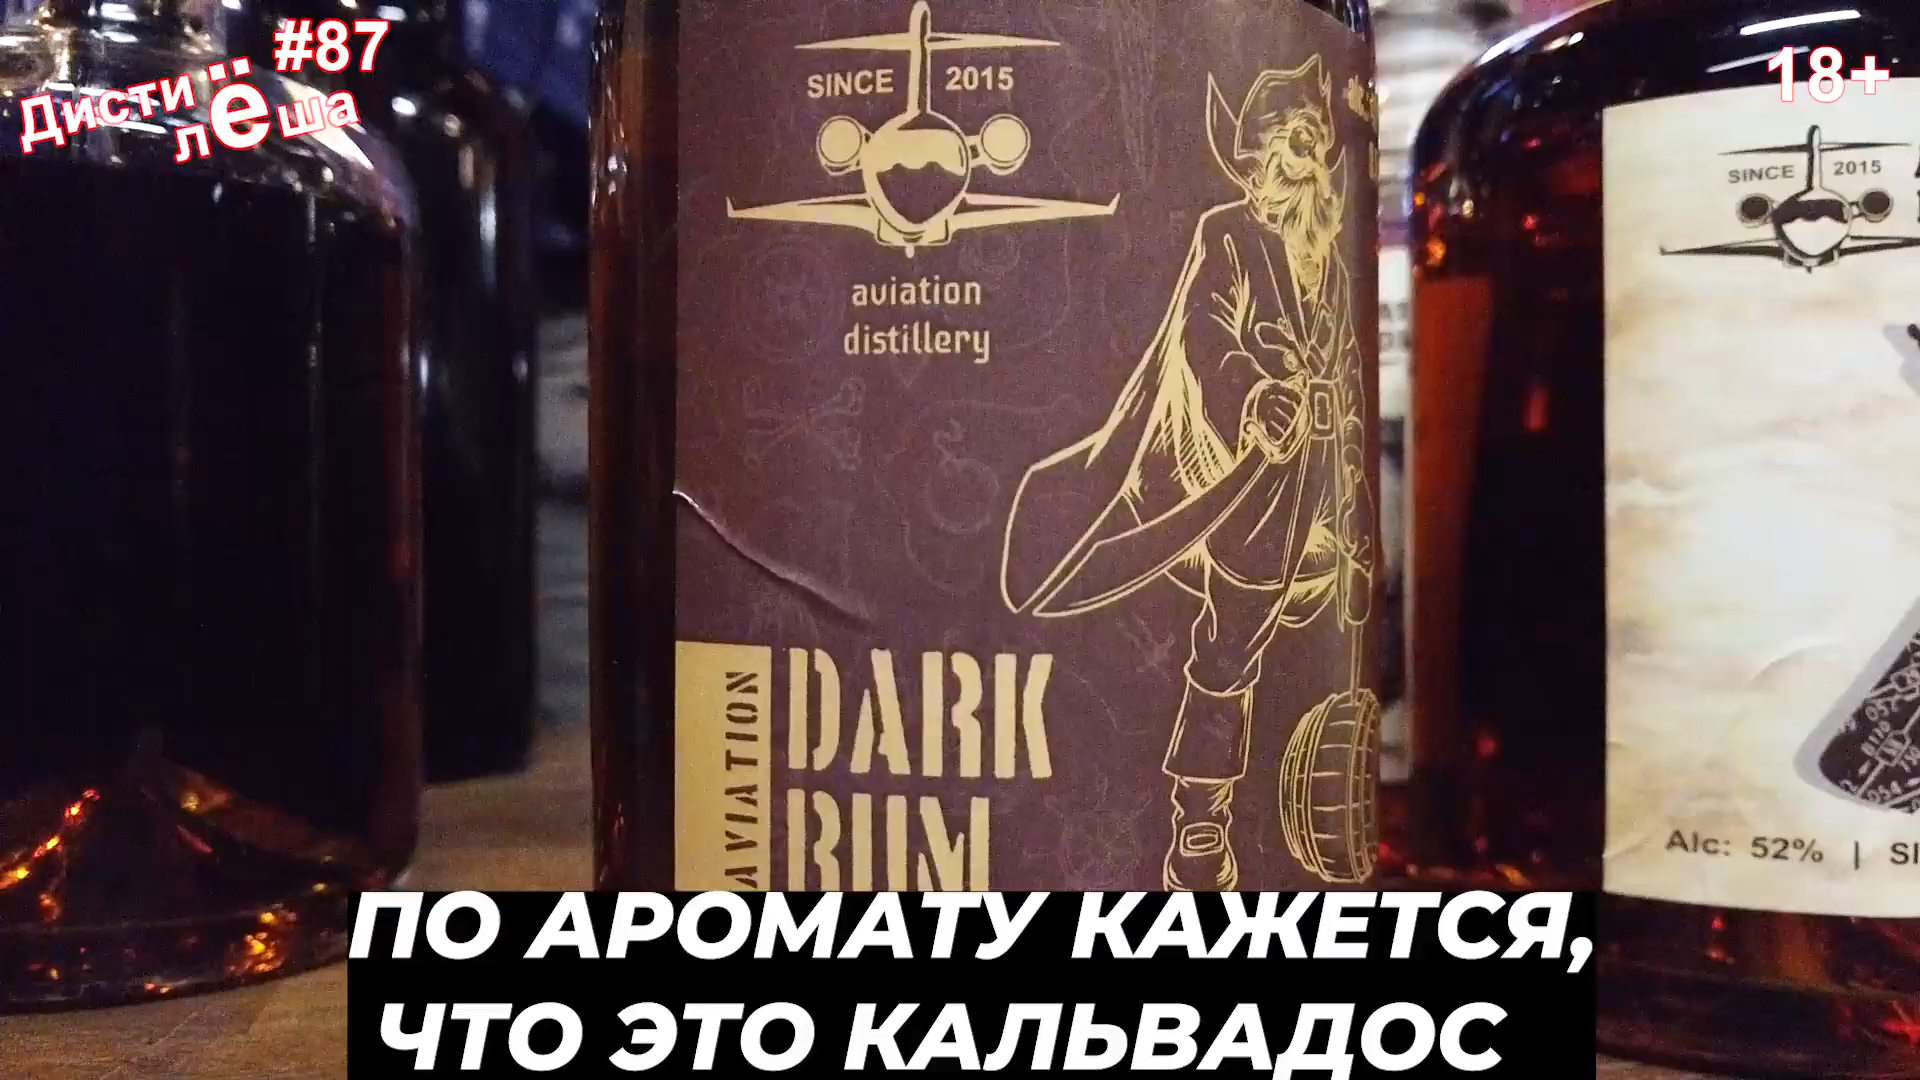 #87
Дисти
лёша
18+
SINCE 2015
aviation
distillery
AVIATION
DARK
RUM
SINCE 2015
Alc: 52% |
ПО АРОМАТУ КАЖЕТСЯ,
ЧТО ЭТО КАЛЬВАДОС